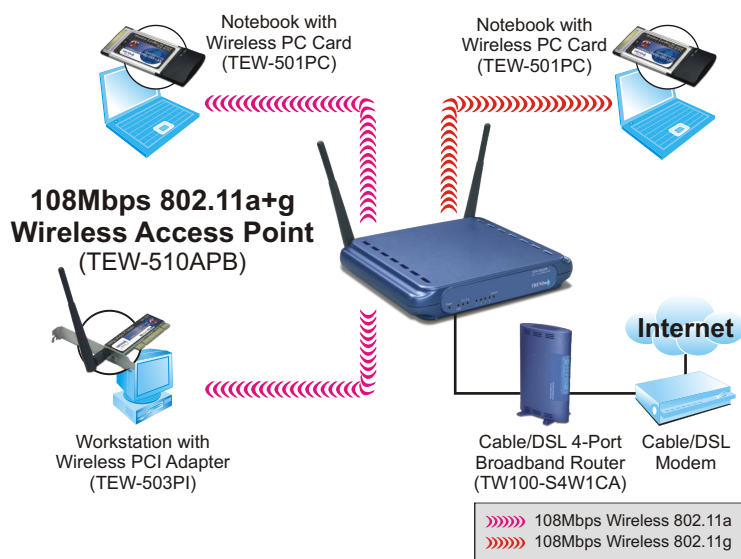 Notebook with
Wireless PC Card
(TEW-501PC)
Notebook with
Wireless PC Card
(TEW-501PC)
108Mbps 802.11a+g
Wireless Access Point
(TEW-510APB)
Internet
Workstation with
Wireless PCI Adapter
(TEW-503PI)
Cable/DSL 4-Port
Broadband Router
(TW100-S4W1CA)
Cable/DSL
Modem
108Mbps Wireless 802.11a
108Mbps Wireless 802.11g